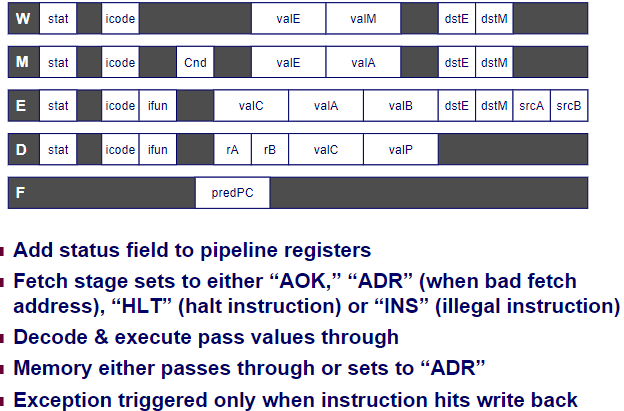 W stat icode valE valM dstE dstM
M stat icode Cnd valE valA dstE dstM
E stat icode ifun valC valA valB dstE dstM srcA srcB
D stat icode ifun rA rB valC valP
F predPC
Add status field to pipeline registers
Fetch stage sets to either “AOK,” “ADR” (when bad fetch
address), “HLT” (halt instruction) or “INS” (illegal instruction)
Decode & execute pass values through
Memory either passes through or sets to “ADR”
Exception triggered only when instruction hits write back